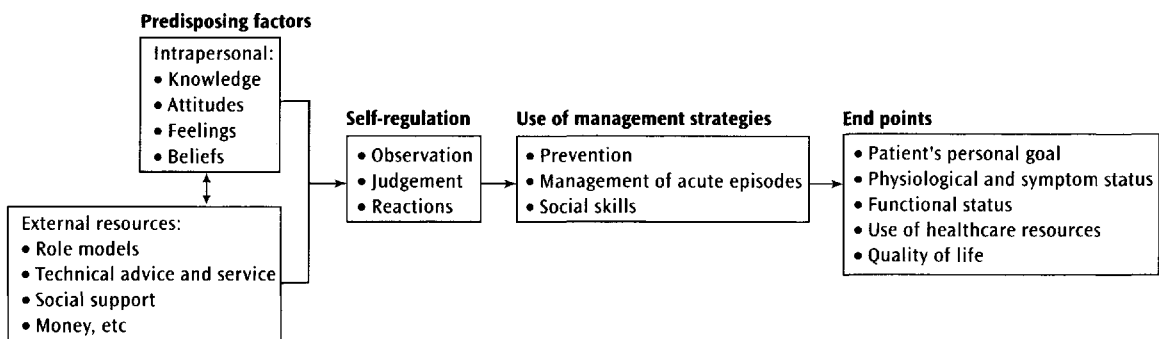 Predisposing factors
Intrapersonal:
• Knowledge
• Attitudes
• Feelings
• Beliefs
External resources:
• Role models
• Technical advice and service
• Social support
• Money, etc
Self-regulation
• Observation
• Judgement
• Reactions
Use of management strategies
• Prevention
• Management of acute episodes
• Social skills
End points
• Patient's personal goal
• Physiological and symptom status
• Functional status
• Use of healthcare resources
• Quality of life